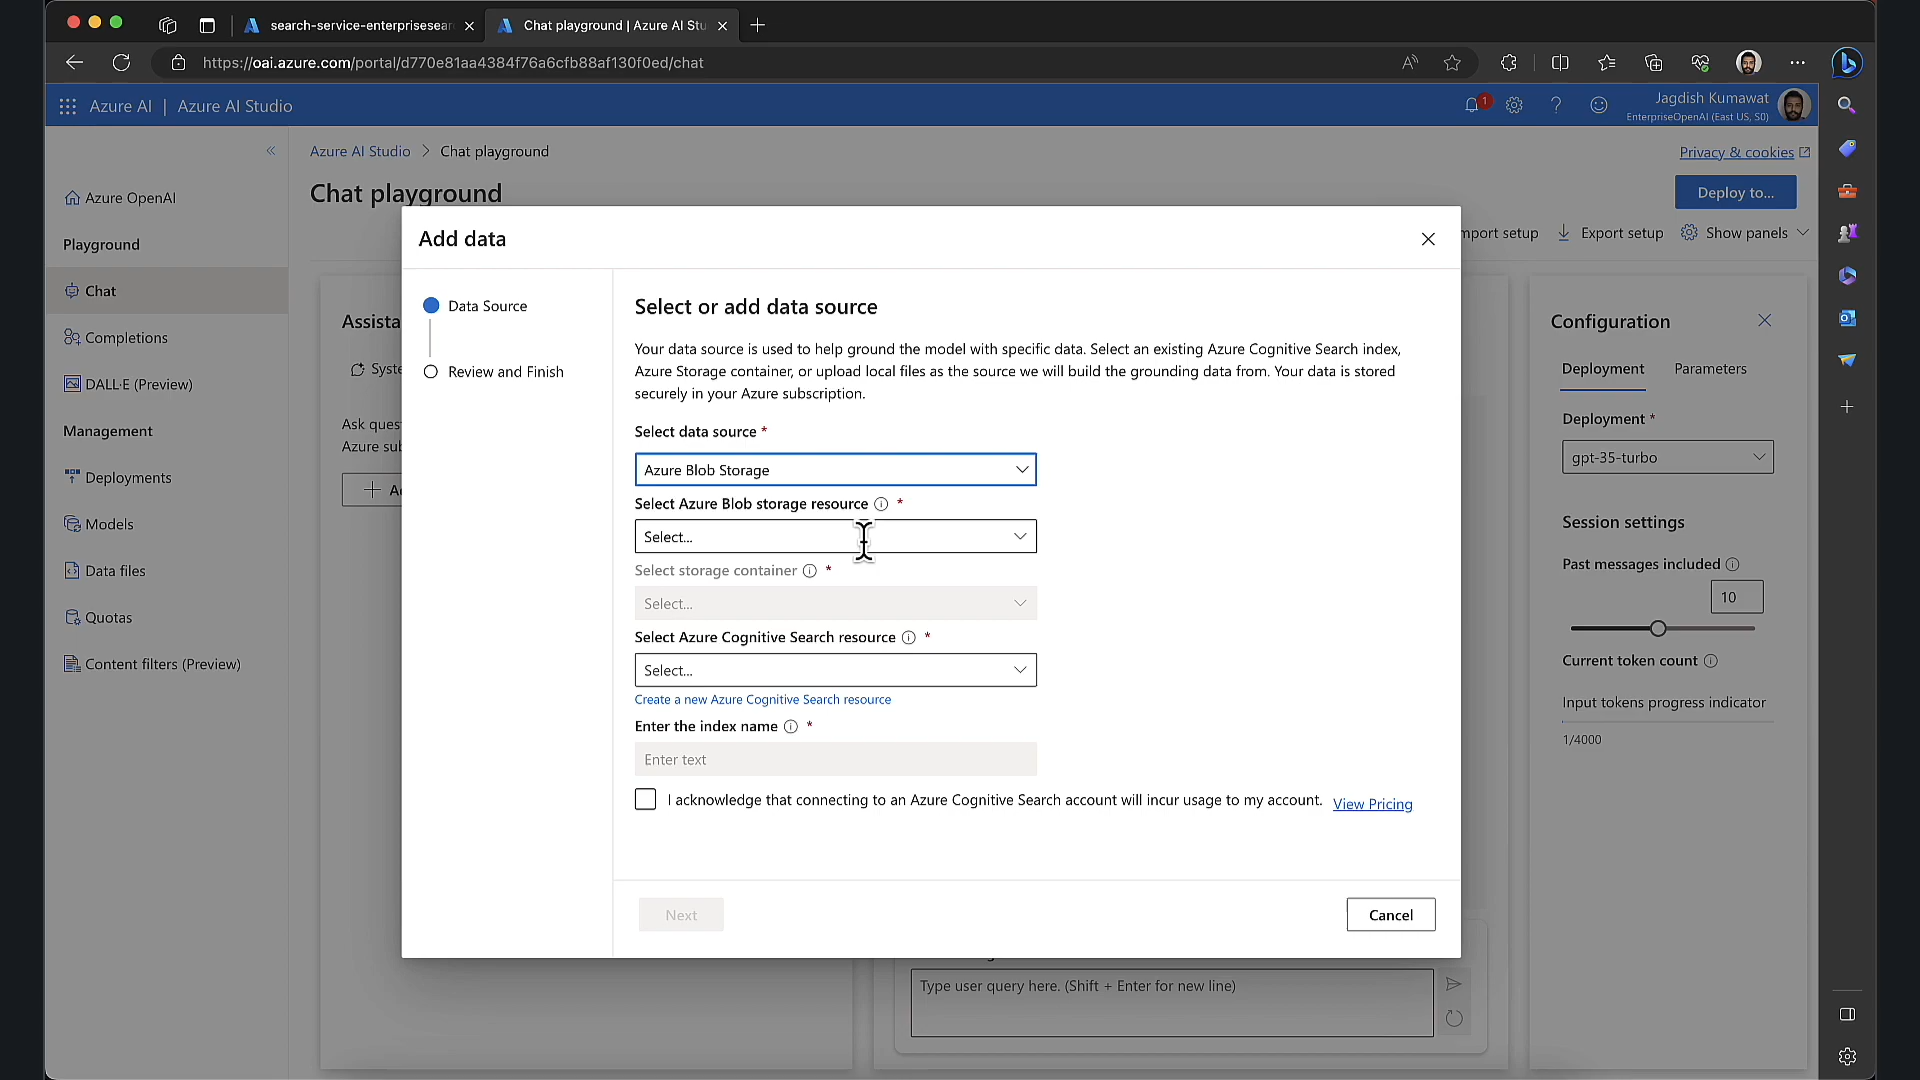 search-service-enterprisesear
Chat playground | Azure AI Stu
https://oai.azure.com/portal/d770e81aa4384f76a6cfb88af130f0ed/chat
Azure AI | Azure AI Studio
1
Jagdish Kumawat
EnterpriseOpenAI (East US, S0)
Azure AI Studio > Chat playground
Privacy & cookies
Chat playground
Deploy to...
mport setup
Export setup
Show panels
Azure OpenAI
Playground
Chat
Completions
DALL·E (Preview)
Management
Deployments
Models
Data files
Quotas
Content filters (Preview)
Assista
Syste
Ask ques
Azure sub
Ad
Add data
Data Source
Review and Finish
Select or add data source
Your data source is used to help ground the model with specific data. Select an existing Azure Cognitive Search index,
Azure Storage container, or upload local files as the source we will build the grounding data from. Your data is stored
securely in your Azure subscription.
Select data source *
Azure Blob Storage
Select Azure Blob storage resource *
Select...
Select storage container *
Select...
Select Azure Cognitive Search resource *
Select...
Create a new Azure Cognitive Search resource
Enter the index name *
Enter text
I acknowledge that connecting to an Azure Cognitive Search account will incur usage to my account. View Pricing
Next
Cancel
Type user query here. (Shift + Enter for new line)
Configuration
Deployment
Parameters
Deployment *
gpt-35-turbo
Session settings
Past messages included
10
Current token count
Input tokens progress indicator
1/4000